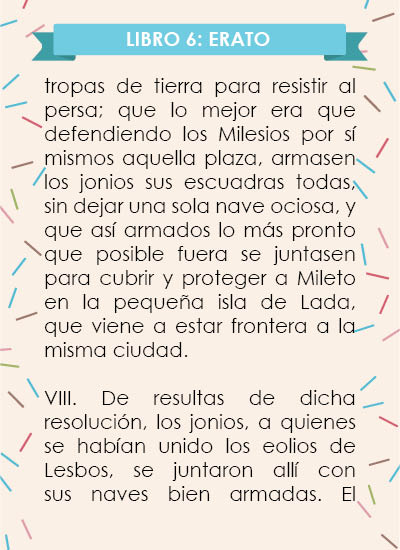 LIBRO 6: ERATO
tropas de tierra para resistir al
persa; que lo mejor era que
defendiendo los Milesios por sí
mismos aquella plaza, armasen
los jonios sus escuadras todas,
sin dejar una sola nave ociosa, y
que así armados lo más pronto
que posible fuera se juntasen
para cubrir y proteger a Mileto
en la pequeña isla de Lada,
que viene a estar frontera a la
misma ciudad.
VIII. De resultas de dicha
resolución, los jonios, a quienes
se habían unido los eolios de
Lesbos, se juntaron allí con
sus naves bien armadas. El